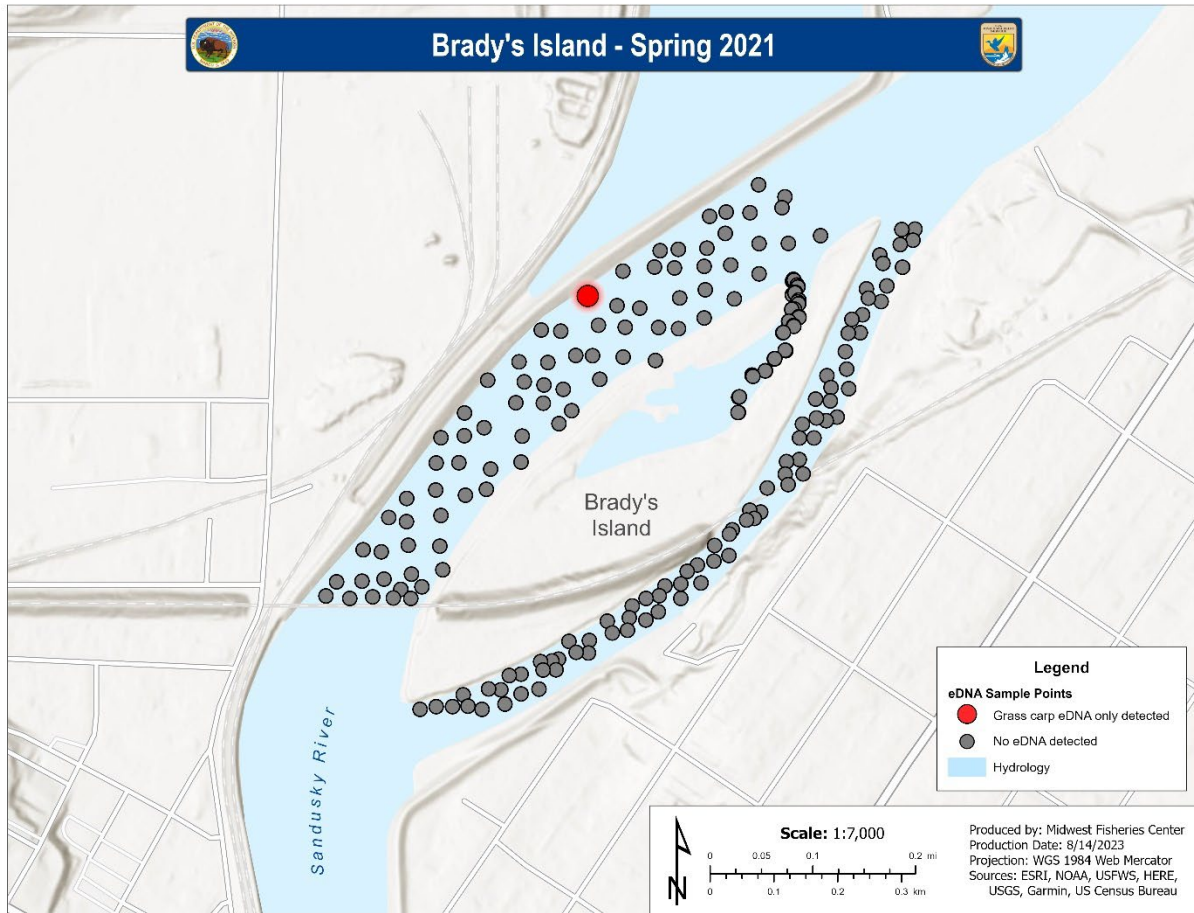 Brady's Island - Spring 2021
Brady's
Island
Sandusky River
Legend
eDNA Sample Points
Grass carp eDNA only detected
No eDNA detected
Hydrology
N
Scale: 1:7,000
0 0.05 0.1 0.2 mi
0 0.1 0.2 0.3 km
Produced by: Midwest Fisheries Center
Production Date: 8/14/2023
Projection: WGS 1984 Web Mercator
Sources: ESRI, NOAA, USFWS, HERE,
USGS, Garmin, US Census Bureau